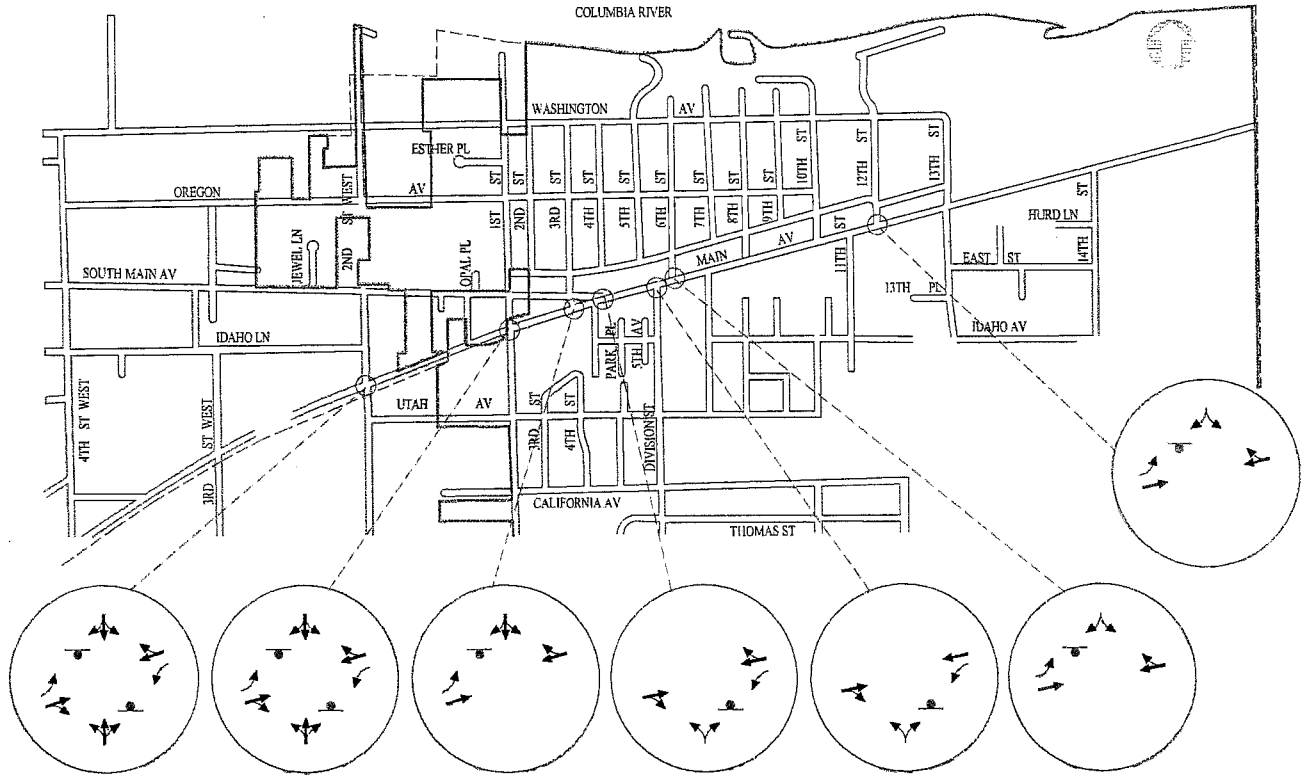 COLUMBIA RIVER
WASHINGTON AV
ESTHER PL
OREGON AV
1ST ST
2ND ST
3RD ST
4TH ST
5TH ST
6TH ST
7TH ST
8TH ST
9TH ST
10TH ST
12TH ST
13TH ST
2ND ST WEST
JEWEL LN
OPAL PL
SOUTH MAIN AV
MAIN AV
11TH ST
HURD LN
14TH ST
EAST ST
13TH PL
IDAHO AV
IDAHO LN
PARK PL
5TH AV
UTAH AV
4TH ST WEST
3RD ST WEST
3RD ST
4TH ST
DIVISION ST
CALIFORNIA AV
THOMAS ST